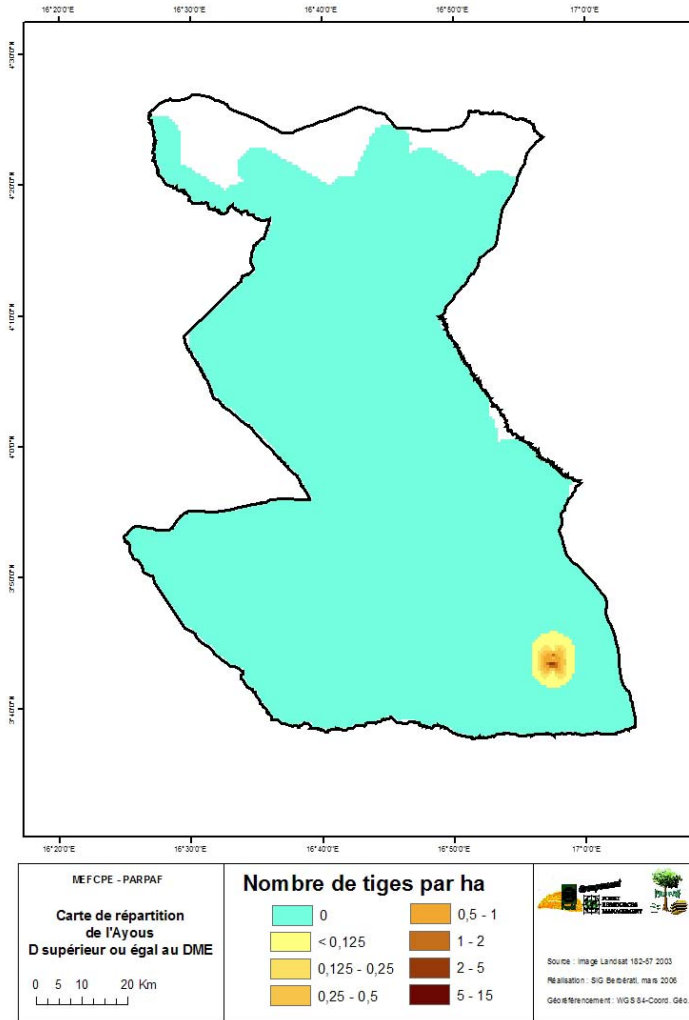 16°20'0"E 16°30'0"E 16°40'0"E 16°50'0"E 17°0'0"E
4°30'0"N
4°20'0"N
4°10'0"N
4°0'0"N
3°50'0"N
3°40'0"N
16°20'0"E 16°30'0"E 16°40'0"E 16°50'0"E 17°0'0"E
MEFCPE - PARPAF
Carte de répartition
de l'Ayous
D supérieur ou égal au DME
0 5 10 20 Km
Nombre de tiges par ha
0
< 0,125
0,125 - 0,25
0,25 - 0,5
0,5 - 1
1 - 2
2 - 5
5 - 15
FORET
RESSOURCES
MANAGEMENT
Source : Image Landsat 182-57 2003
Réalisation : SIG Berbérati, mars 2006
Géoréférencement : WGS 84-Coord. Géo.